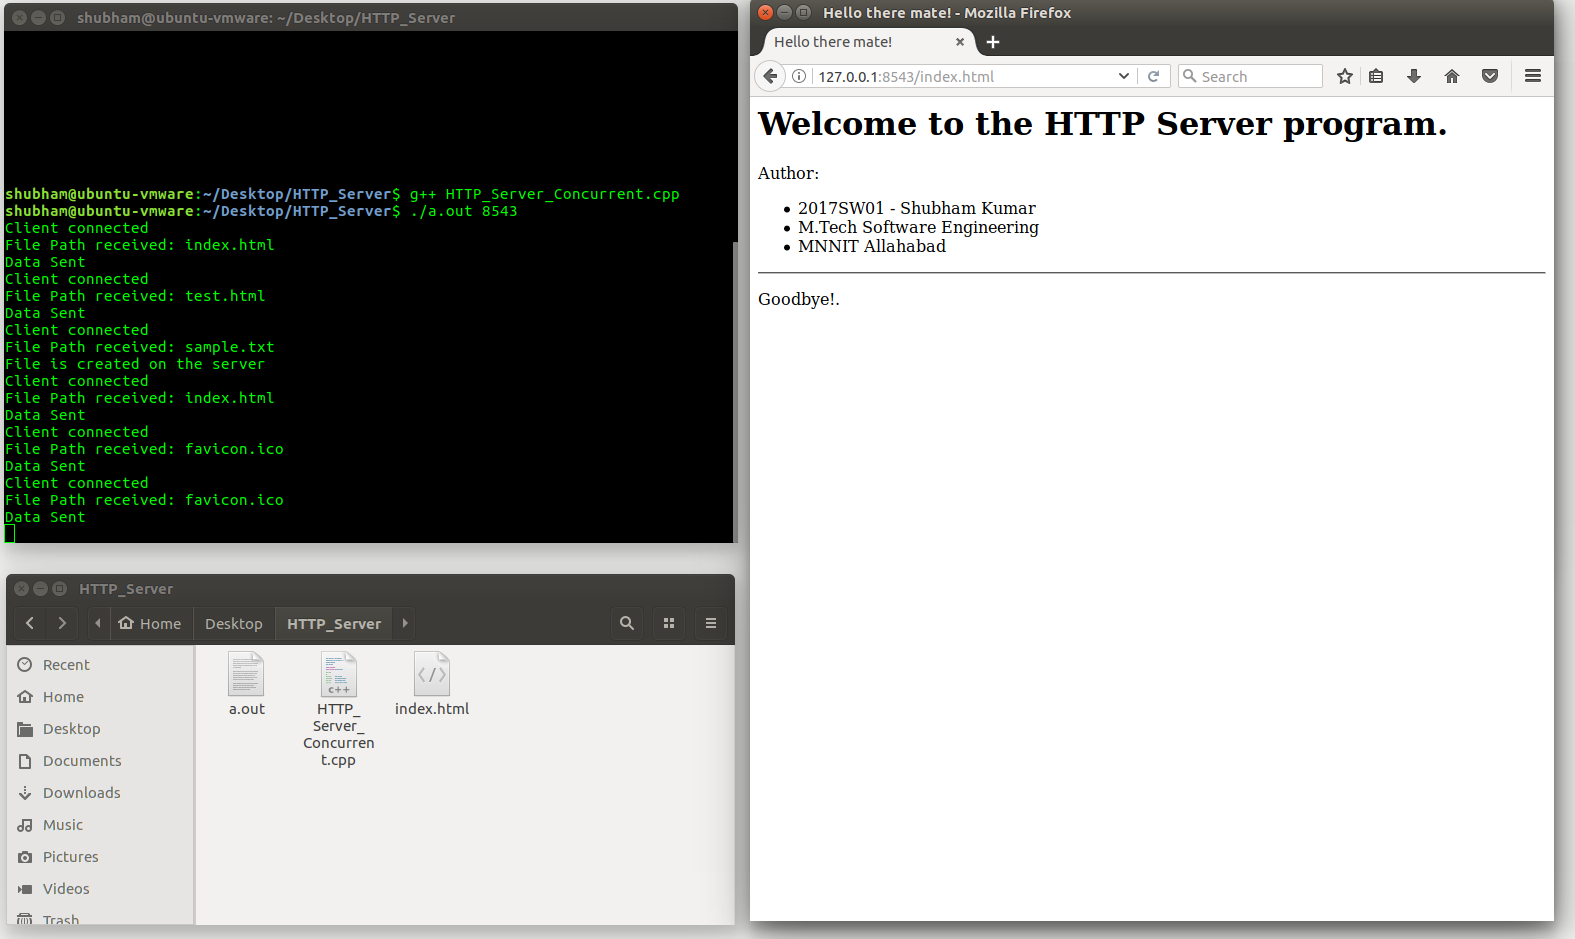 shubham@ubuntu-vmware: ~/Desktop/HTTP_Server
shubham@ubuntu-vmware:~/Desktop/HTTP_Server$ g++ HTTP_Server_Concurrent.cpp
shubham@ubuntu-vmware:~/Desktop/HTTP_Server$ ./a.out 8543
Client connected
File Path received: index.html
Data Sent
Client connected
File Path received: test.html
Data Sent
Client connected
File Path received: sample.txt
File is created on the server
Client connected
File Path received: index.html
Data Sent
Client connected
File Path received: favicon.ico
Data Sent
Client connected
File Path received: favicon.ico
Data Sent
HTTP_Server
Home Desktop HTTP_Server
Recent
Home
Desktop
Documents
Downloads
Music
Pictures
Videos
Trash
a.out
c++
HTTP_
Server_
Concurren
t.cpp
index.html
Hello there mate! - Mozilla Firefox
Hello there mate!
127.0.0.1:8543/index.html
Search
Welcome to the HTTP Server program.
Author:
2017SW01 - Shubham Kumar
M.Tech Software Engineering
MNNIT Allahabad
Goodbye!.